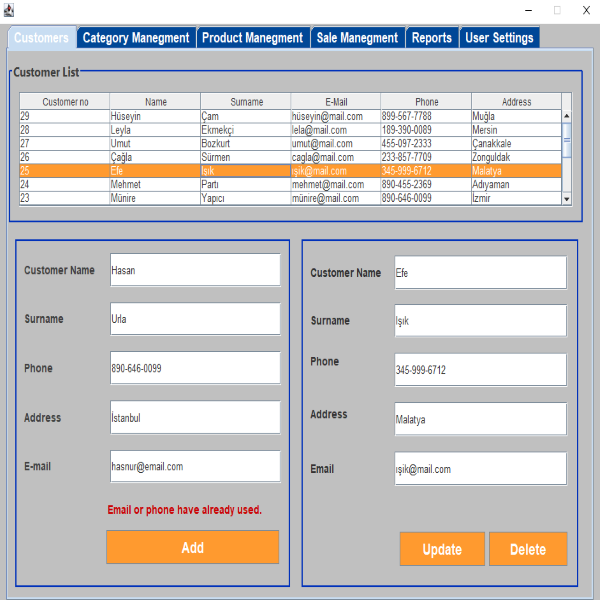 Customers Category Manegment Product Manegment Sale Manegment Reports User Settings
Customer List
Customer no Name Surname E-Mail Phone Address
29 Hüseyin Çam hüseyin@mail.com 899-567-7788 Muğla
28 Leyla Ekmekçi lela@mail.com 189-390-0089 Mersin
27 Umut Bozkurt umut@mail.com 455-097-2333 Çanakkale
26 Çağla Sürmen cagla@mail.com 233-857-7709 Zonguldak
25 Efe Işık ışik@mail.com 345-999-6712 Malatya
24 Mehmet Partı mehmet@mail.com 890-455-2369 Adıyaman
23 Münire Yapıcı münire@mail.com 890-646-0099 İzmir
Customer Name Hasan
Surname Urla
Phone 890-646-0099
Address İstanbul
E-mail hasnur@email.com
Email or phone have already used.
Add
Customer Name Efe
Surname Işık
Phone 345-999-6712
Address Malatya
Email ışik@mail.com
Update Delete